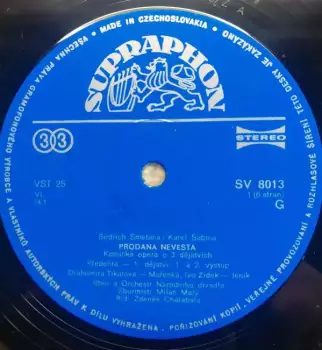 • MADE IN CZECHOSLOVAKIA •
VŠECHNA PRÁVA GRAMOFONOVÉHO VÝROBCE A VLASTNÍKŮ AUTORSKÝCH PRÁV K DÍLU VYHRAŽENA. POŘIZOVÁNÍ KOPIÍ, VEŘEJNÉ PROVOZOVÁNÍ A ROZHLASOVÉ ŠÍŘENÍ TÉTO DESKY JE ZAKÁZÁNO
SUPRAPHON
33
STEREO
VST 25
SV 8013
1 (6 stran)
G
Bedřich Smetana - Karel Sabina
PRODANÁ NEVĚSTA
Komická opera o 3 dějstvích
Předehra - 1. dějství 1. a 2. výstup
Drahomíra Tikalová - Mařenka, Ivo Žídek - Jeník
Sbor a Orchestr Národního divadla
Sbormistr Milan Malý
Řídí Zdeněk Chalabala